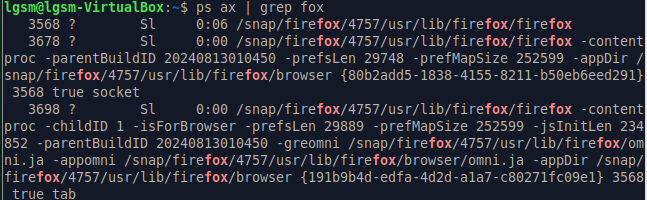 lgsm@lgsm-VirtualBox:~$ ps ax | grep fox
   3568 ?        Sl     0:06 /snap/firefox/4757/usr/lib/firefox/firefox
   3678 ?        Sl     0:00 /snap/firefox/4757/usr/lib/firefox/firefox -content
proc -parentBuildID 20240813010450 -prefsLen 29748 -prefMapSize 252599 -appDir /
snap/firefox/4757/usr/lib/firefox/browser {80b2add5-1838-4155-8211-b50eb6eed291}
 3568 true socket
   3698 ?        Sl     0:00 /snap/firefox/4757/usr/lib/firefox/firefox -content
proc -childID 1 -isForBrowser -prefsLen 29889 -prefMapSize 252599 -jsInitLen 234
852 -parentBuildID 20240813010450 -greomni /snap/firefox/4757/usr/lib/firefox/om
ni.ja -appomni /snap/firefox/4757/usr/lib/firefox/browser/omni.ja -appDir /snap/
firefox/4757/usr/lib/firefox/browser {191b9b4d-edfa-4d2d-a1a7-c80271fc09e1} 3568
 true tab